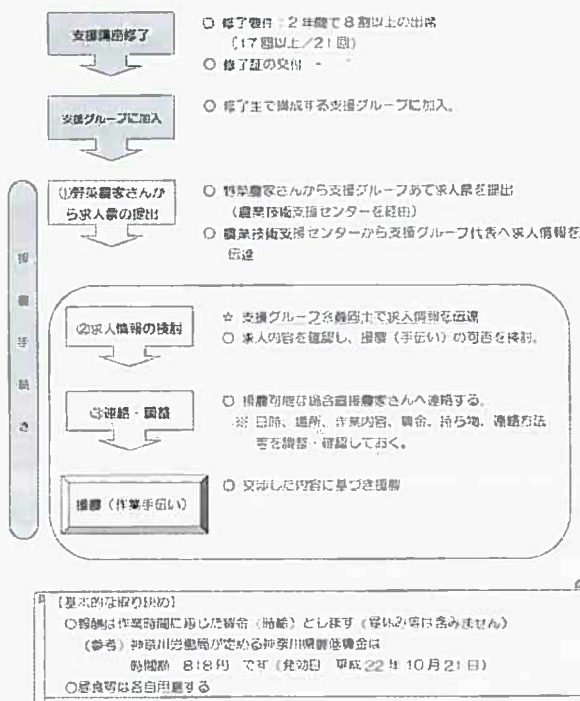 支援講座修了
○ 修了要件：2年間で8割以上の出席
(17回以上／21回)
○ 修了証の交付
支援グループに加入
○ 修了生で構成する支援グループに加入。
援農手続き
①野菜農家さんか
ら求人票の提出
○ 野菜農家さんから支援グループあて求人票を提出
（農業技術支援センターを経由）
○ 農業技術支援センターから支援グループ代表へ求人情報を
伝達
②求人情報の検討
☆ 支援グループ会員同士で求人情報を伝達
○ 求人内容を確認し、援農（手伝い）の可否を検討。
③連絡・調整
○ 援農可能な場合直接農家さんへ連絡する。
※ 日時、場所、作業内容、賃金、持ち物、連絡方法
等を調整・確認しておく。
援農（作業手伝い）
○ 交渉した内容に基づき援農
【基本的な取り決め】
○報酬は作業時間に応じた賃金（時給）とします（昼休み等は含みません）
（参考）神奈川労働局が定める神奈川県最低賃金は
時間額 818円 です（発効日 平成22年10月21日）
○昼食等は各自用意する